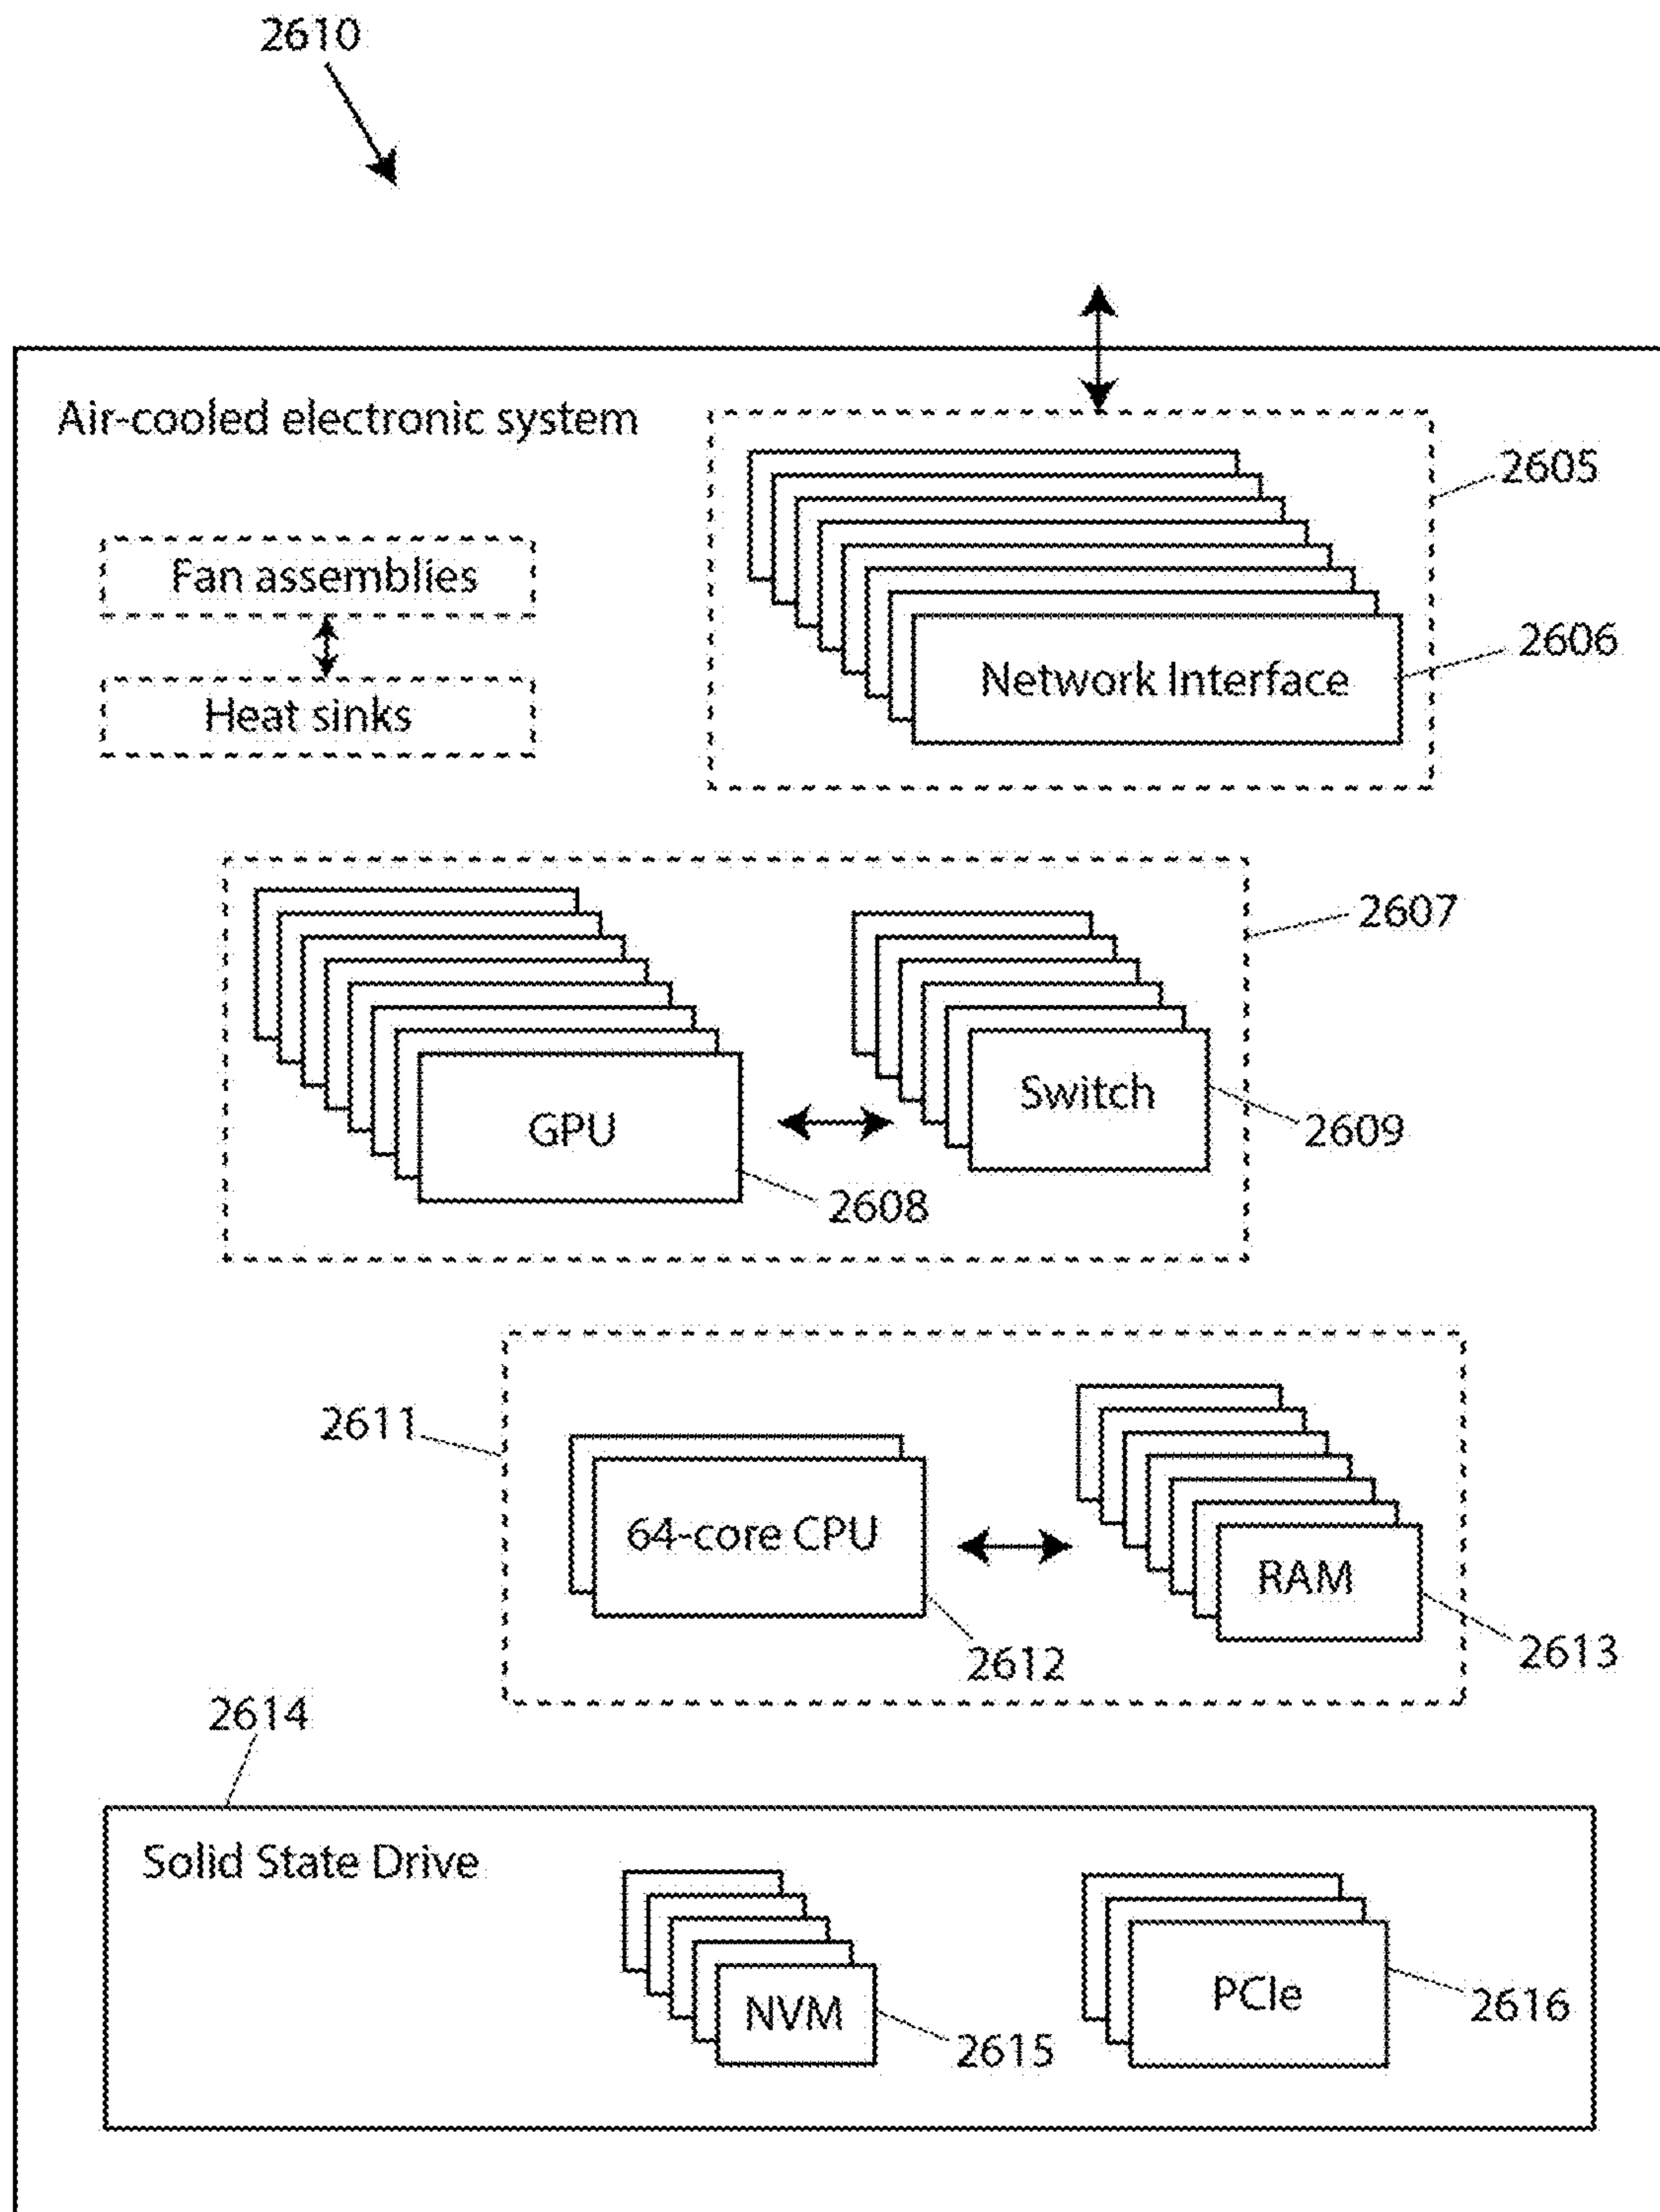 2610
Air-cooled electronic system
2605
Fan assemblies
2606
Network Interface
Heat sinks
2607
Switch
GPU
2609
2608
2611
64-core CPU
RAM
2612
2613
2614
Solid State Drive
PCIe
2616
NVM
2615